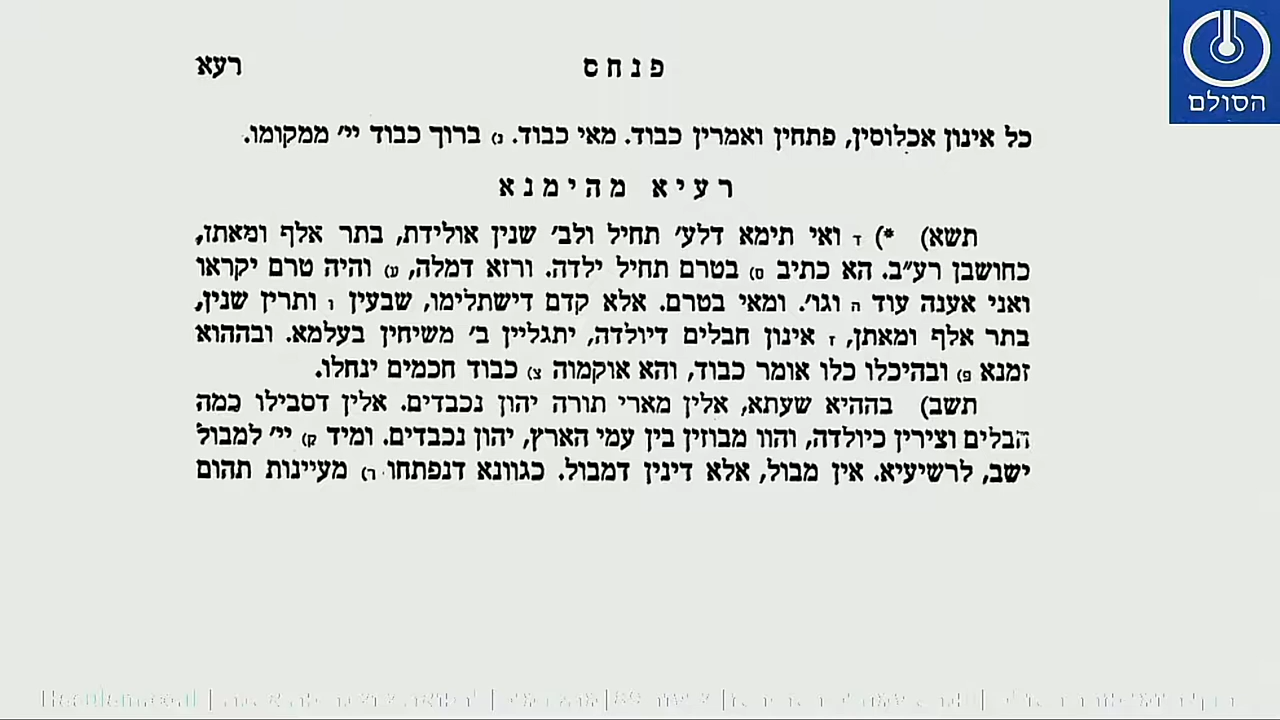 פנחס רעא
הסולם
כל אינון אכלוסין, פתחין ואמרין כבוד. מאי כבוד. נ) ברוך כבוד יי׳ ממקומו.
רעיא מהימנא
תשא) *) ד ואי תימא דלע׳ תחיל ולב׳ שנין אולידת, בתר אלף ומאתז,
כחושבן רע״ב. הא כתיב ס) בטרם תחיל ילדה. ורזא דמלה, ע) והיה טרם יקראו
ואני אענה עוד ה וגו׳. ומאי בטרם. אלא קדם דישתלימו, שבעין ו ותרין שנין,
בתר אלף ומאתן, ז אינון חבלים דיולדה, יתגליין ב׳ משיחין בעלמא. ובההוא
זמנא פ) ובהיכלו כלו אומר כבוד, והא אוקמוה צ) כבוד חכמים ינחלו.
תשב) בההיא שעתא, אלין מארי תורה יהון נכבדים. אלין דסבילו כמה
חבלים וצירין כיולדה, והוו מבוזין בין עמי הארץ, יהון נכבדים. ומיד ק) יי׳ למבול
ישב, לרשיעיא. אין מבול, אלא דינין דמבול. כגוונא דנפתחו ר) מעיינות תהום